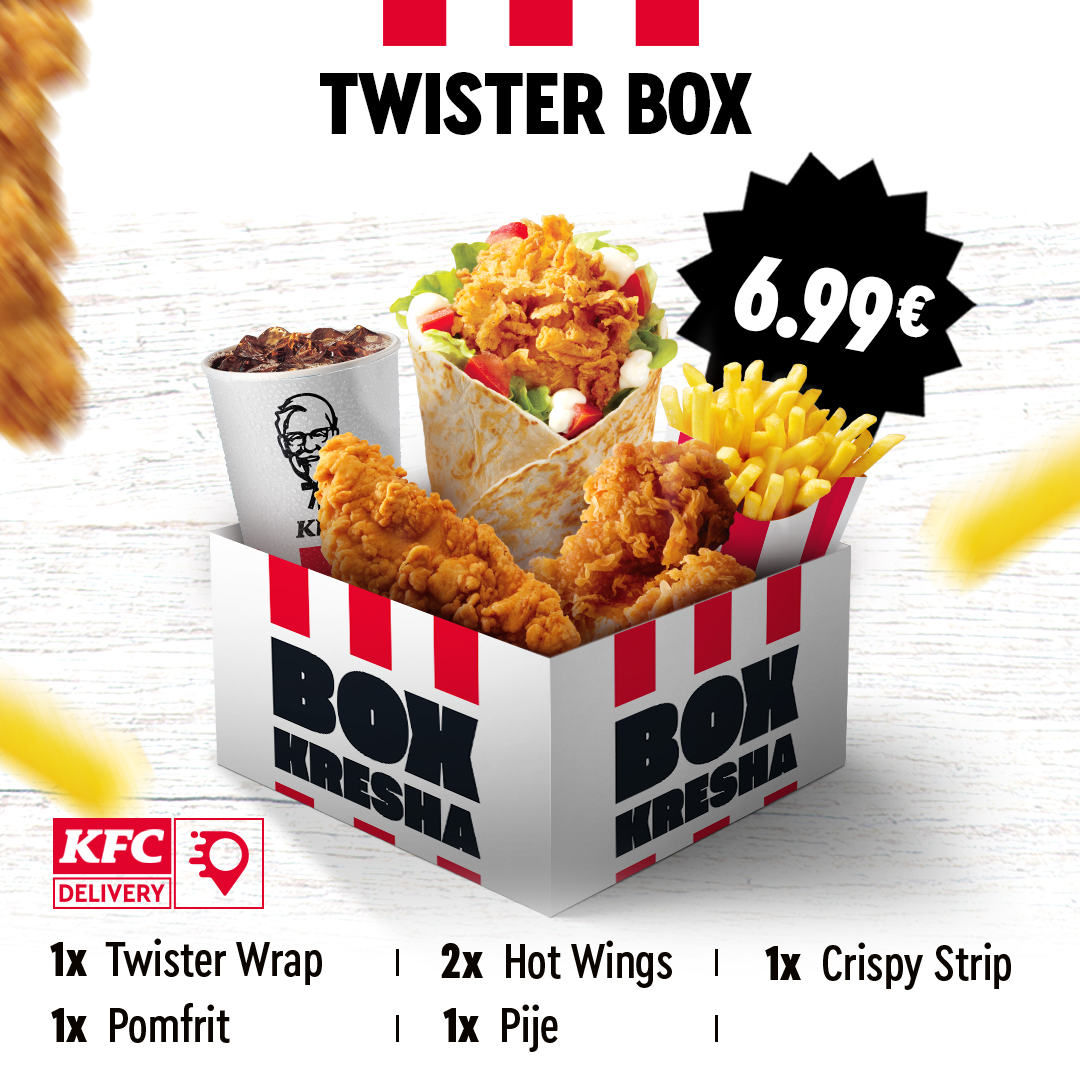 TWISTER BOX
6.99€
BOX
KRESHA
BOX
KRESHA
KFC
DELIVERY
1x Twister Wrap | 2x Hot Wings | 1x Crispy Strip
1x Pomfrit | 1x Pije |